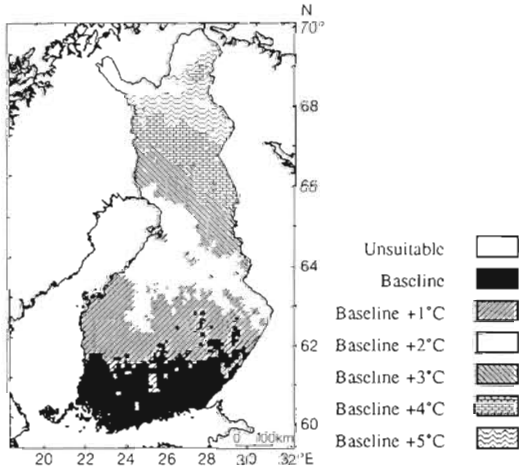 N
70°
68
66
64
62
60
20 22 24 26 28 30 32°E
0 100km
Unsuitable
Baseline
Baseline +1°C
Baseline +2°C
Baseline +3°C
Baseline +4°C
Baseline +5°C